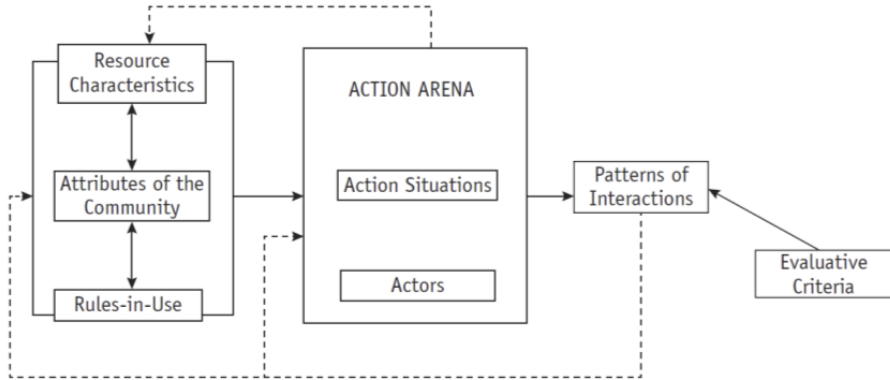 Resource
Characteristics
ACTION ARENA
Attributes of the
Community
Action Situations
Patterns of
Interactions
Evaluative
Criteria
Rules-in-Use
Actors